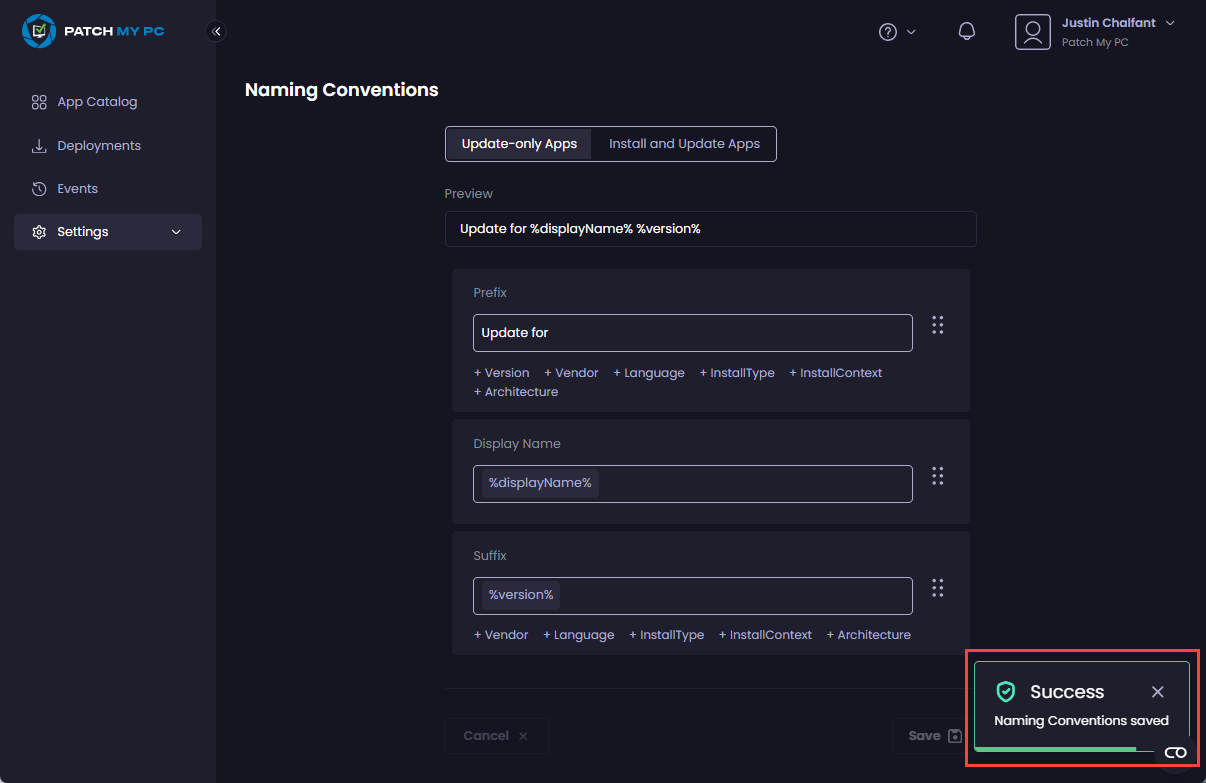 PATCH MY PC
Justin Chalfant
Patch My PC
App Catalog
Deployments
Events
Settings
Naming Conventions
Update-only Apps Install and Update Apps
Preview
Update for %displayName% %version%
Prefix
Update for
+ Version + Vendor + Language + InstallType + InstallContext
+ Architecture
Display Name
%displayName%
Suffix
%version%
+ Vendor + Language + InstallType + InstallContext + Architecture
Cancel Save
Success
Naming Conventions saved